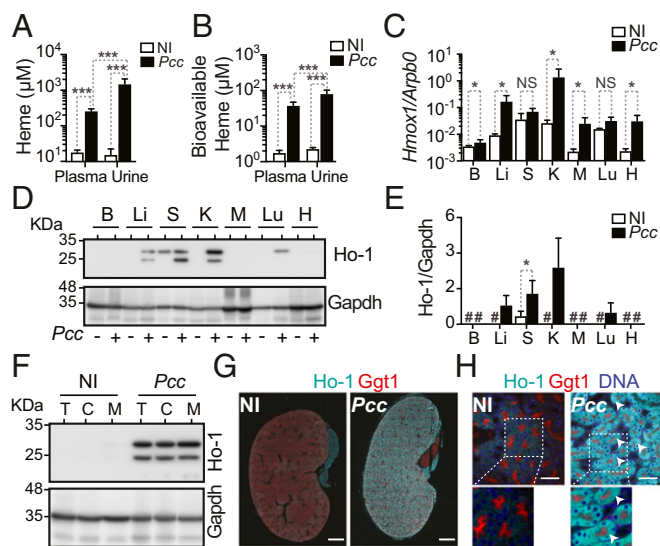 A
Heme (µM)
10⁴
10³
10²
10¹
***
***
***
Plasma Urine
NI
Pcc
B
Bioavailable
Heme (µM)
10³
10²
10¹
10⁰
***
***
***
Plasma Urine
NI
Pcc
C
Hmox1/Arpb0
10¹
10⁰
10⁻¹
10⁻²
10⁻³
* * NS * * NS *
B Li S K M Lu H
NI
Pcc
D
KDa
B Li S K M Lu H
35
25
Ho-1
48
35
Gapdh
Pcc - + - + - + - + - + - + - +
E
Ho-1/Gapdh
6
4
2
0
NI
Pcc
*
## # # ## # ##
B Li S K M Lu H
F
KDa
NI Pcc
T C M T C M
35
25
Ho-1
48
35
Gapdh
G
Ho-1 Ggt1
NI
Pcc
H
Ho-1 Ggt1 DNA
NI
Pcc